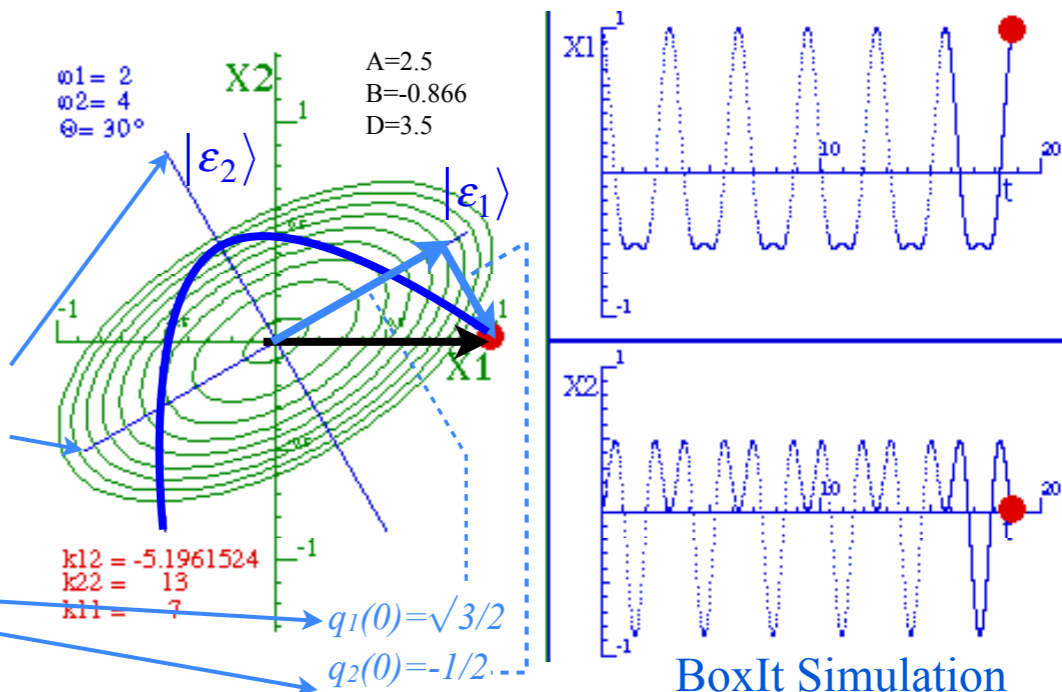 ω1= 2
ω2= 4
Θ= 30°
X2
A=2.5
B=-0.866
D=3.5
1
|ε₂⟩
|ε₁⟩
-1
1
X1
-1
k12 = -5.1961524
k22 = 13
k11 = 7
q₁(0)=√3/2
q₂(0)=-1/2
X1
1
10
20
t
-1
X2
1
10
20
t
-1
BoxIt Simulation